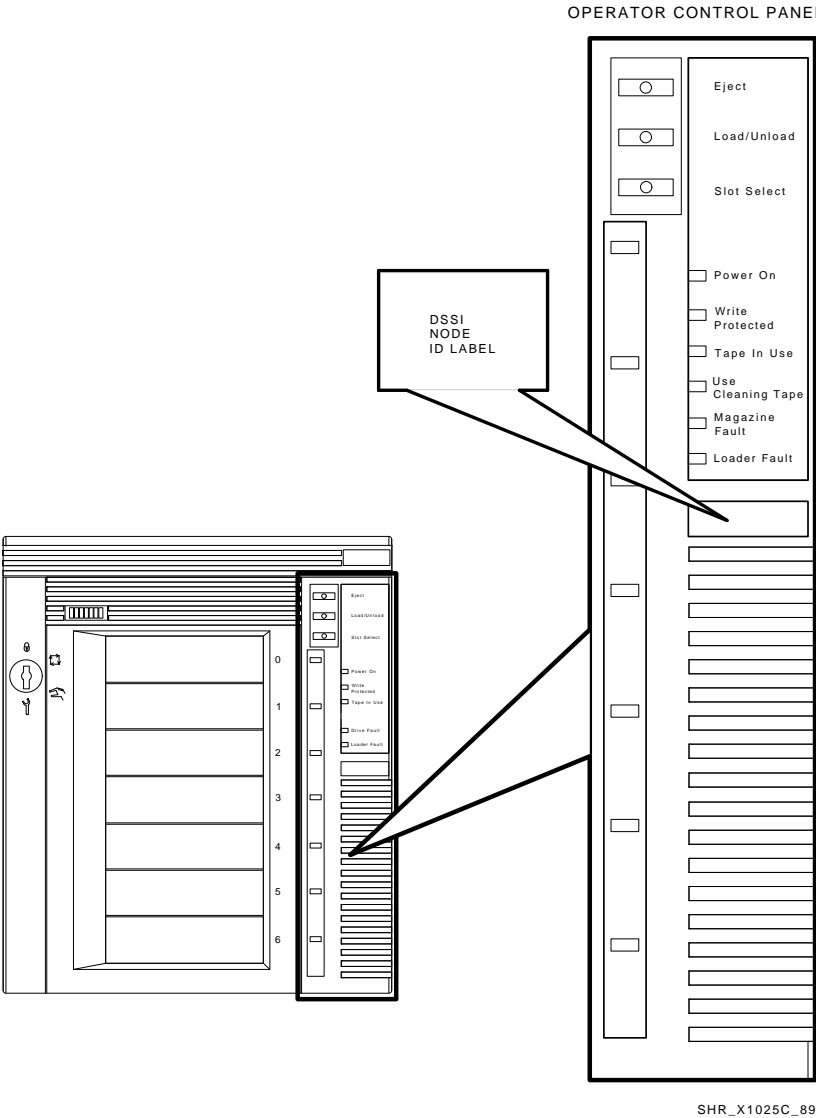 OPERATOR CONTROL PANEL
Eject
Load/Unload
Slot Select
Power On
Write
Protected
Tape In Use
Use
Cleaning Tape
Magazine
Fault
Loader Fault
DSSI
NODE
ID LABEL
Eject
Load/Unload
Slot Select
Power On
Write
Protected
Tape In Use
Drive Fault
Loader Fault
0
1
2
3
4
5
6
SHR_X1025C_89